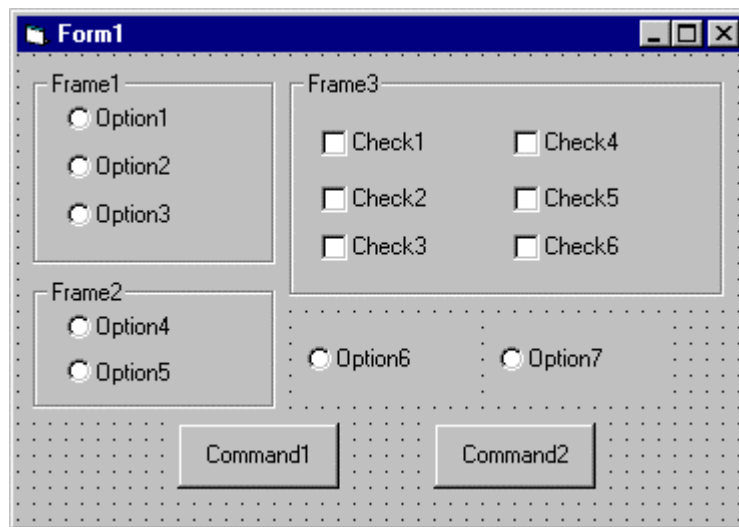 Form1
Frame1
Option1
Option2
Option3
Frame3
Check1
Check4
Check2
Check5
Check3
Check6
Frame2
Option4
Option5
Option6
Option7
Command1
Command2